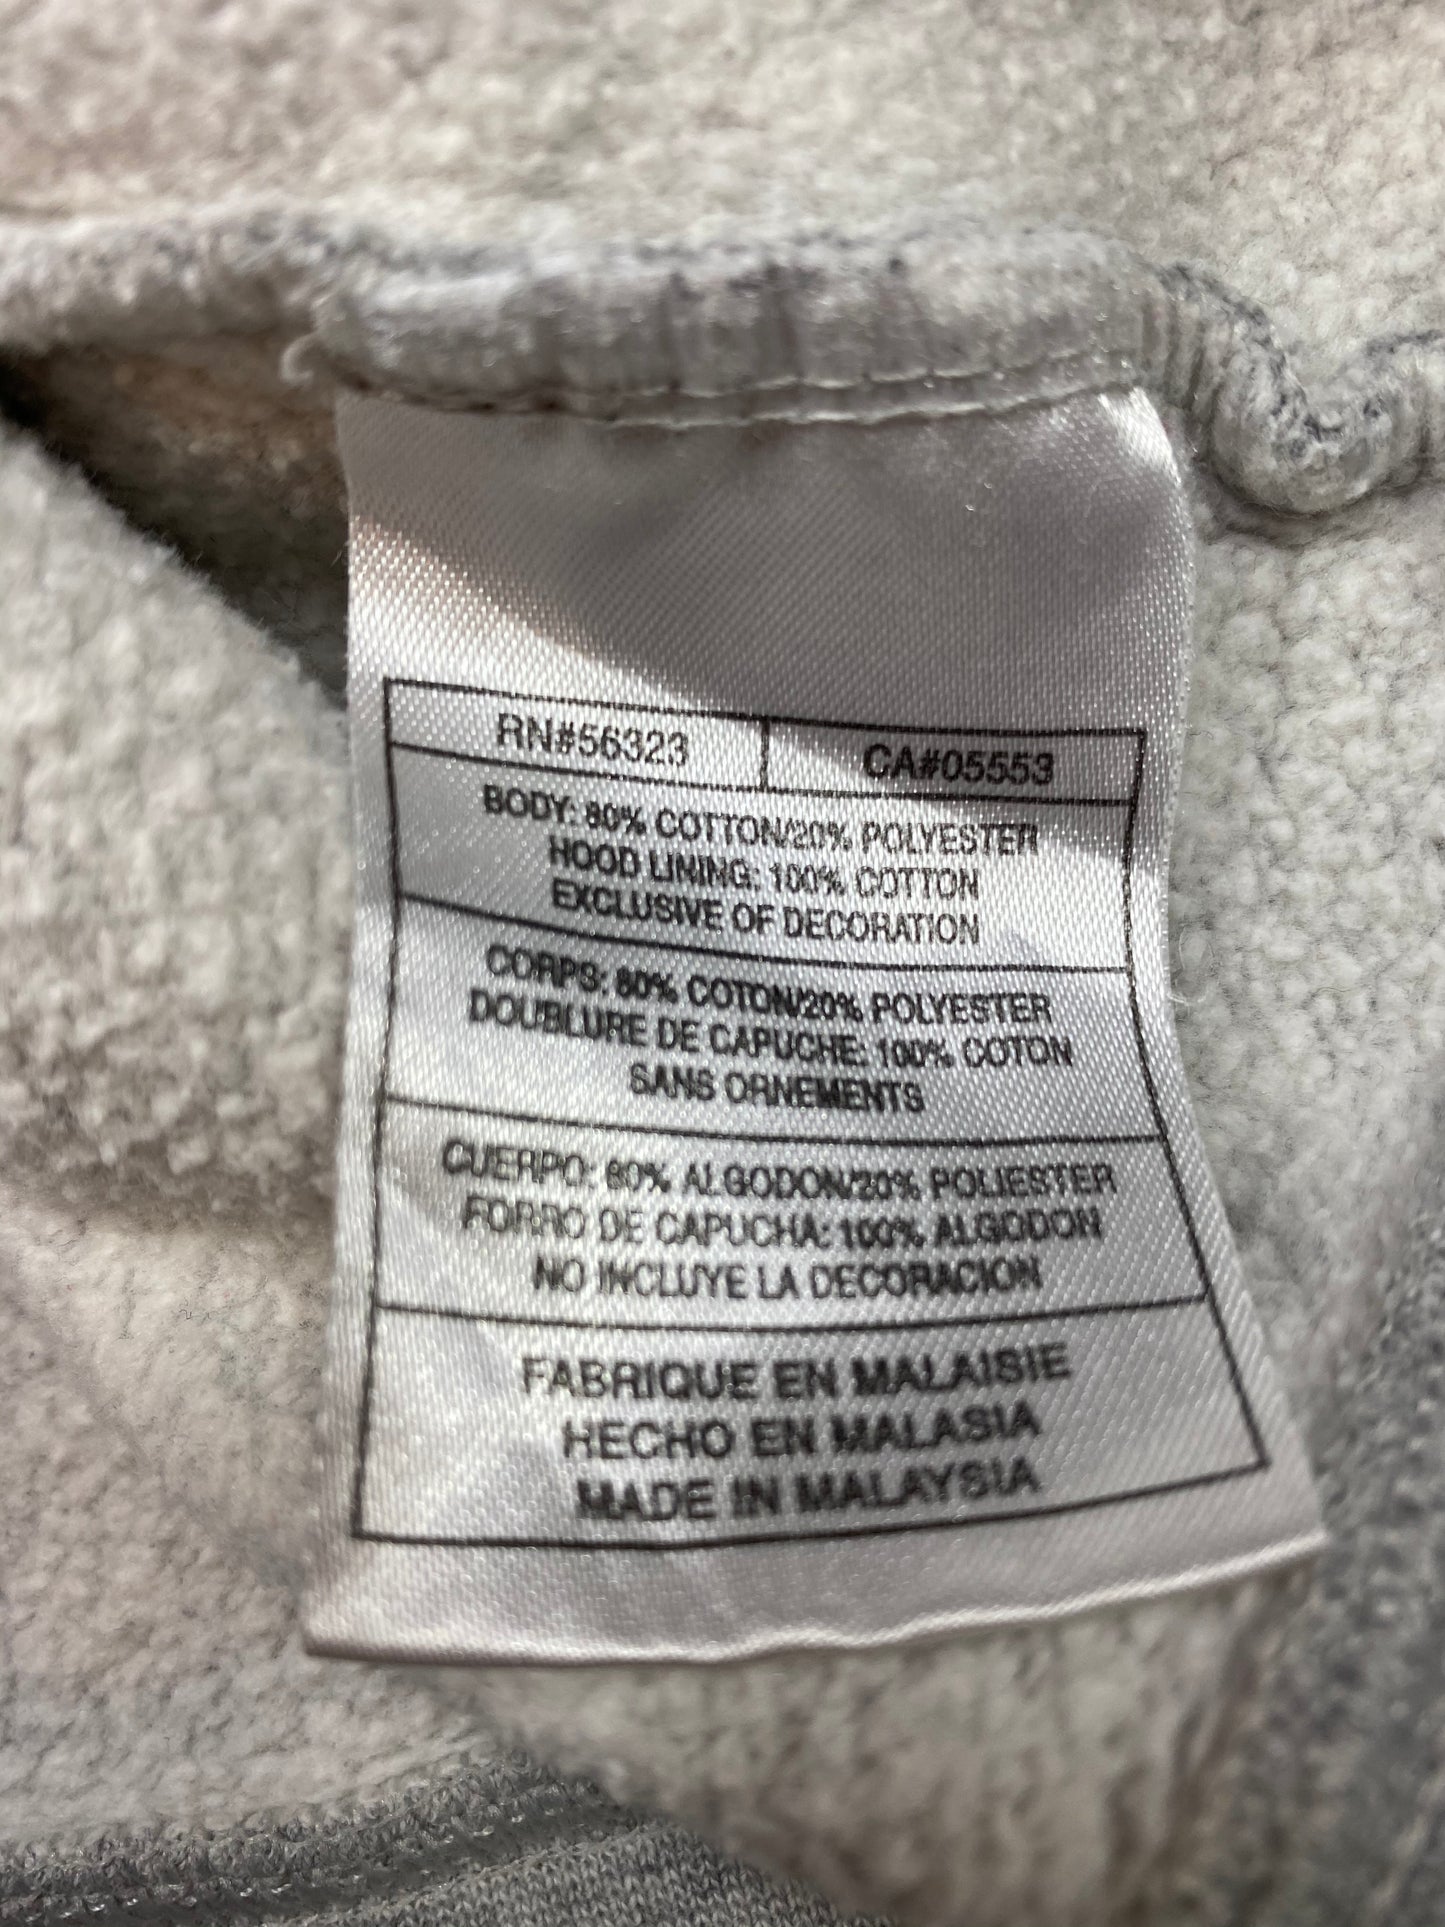 RN#56323 CA#05553
BODY: 80% COTTON/20% POLYESTER
HOOD LINING: 100% COTTON
EXCLUSIVE OF DECORATION
CORPS: 80% COTON/20% POLYESTER
DOUBLURE DE CAPUCHE: 100% COTON
SANS ORNEMENTS
CUERPO: 80% ALGODON/20% POLIESTER
FORRO DE CAPUCHA: 100% ALGODON
NO INCLUYE LA DECORACION
FABRIQUE EN MALAISIE
HECHO EN MALASIA
MADE IN MALAYSIA